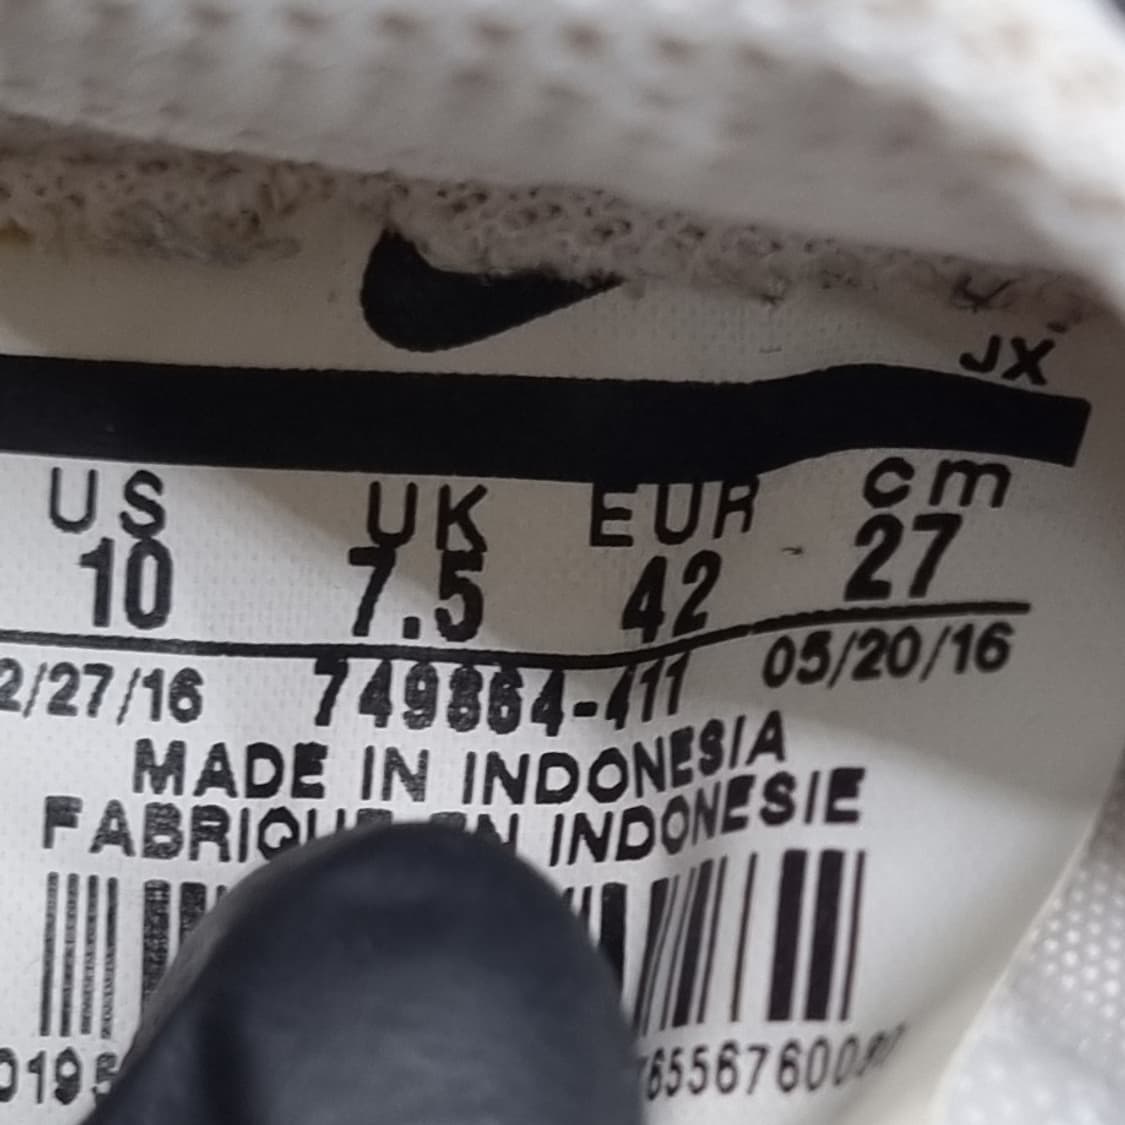 JX
US UK EUR cm
10 7.5 42 27
2/27/16 749864-411 05/20/16
MADE IN INDONESIA
INDONESIE